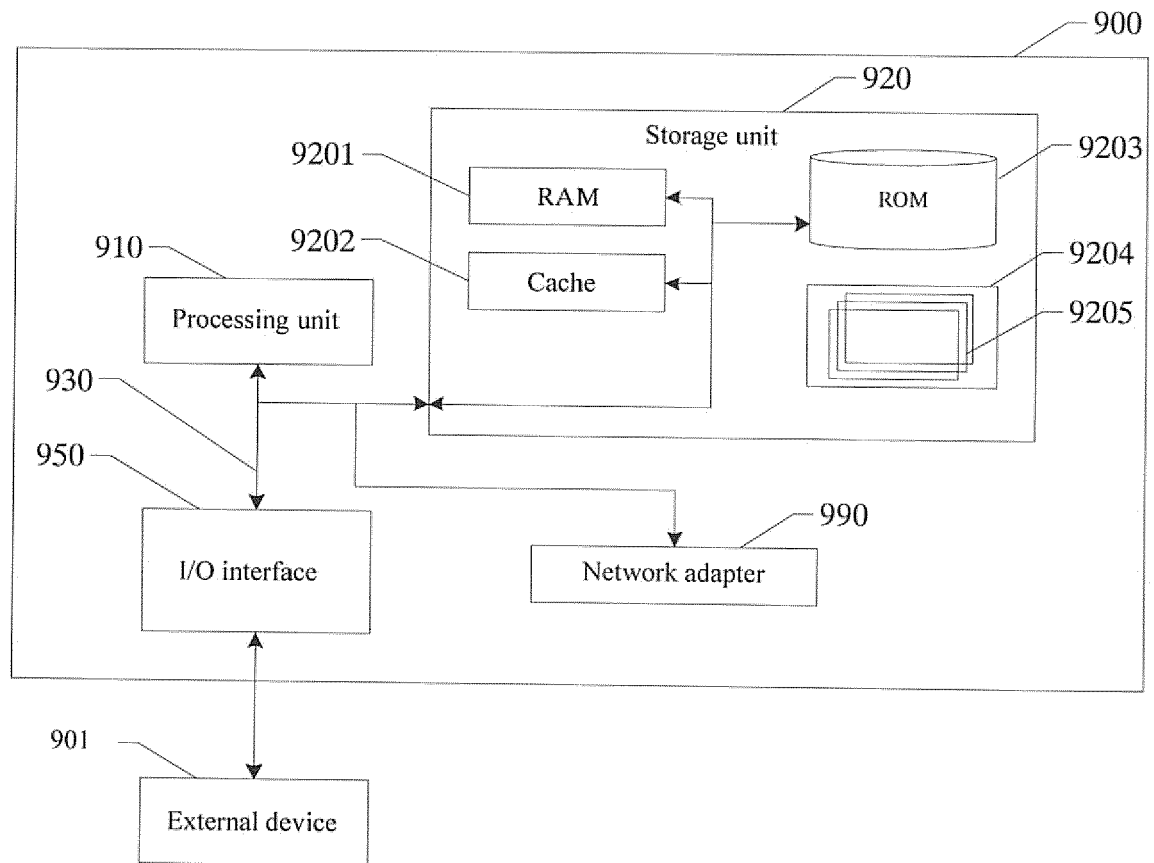 900
920
Storage unit
9201
RAM
9203
ROM
9202
Cache
910
Processing unit
9204
9205
930
950
I/O interface
990
Network adapter
901
External device